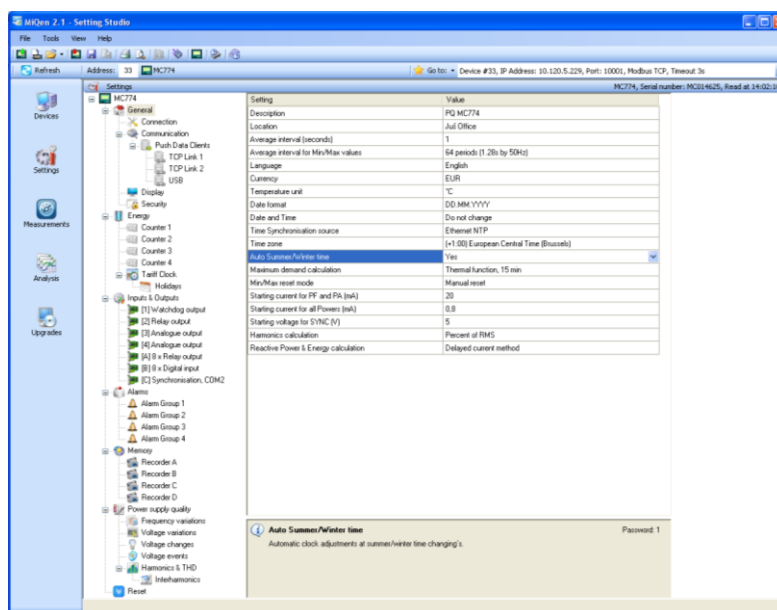 MiQen 2.1 - Setting Studio
File Tools View Help
Refresh Address: 33 MC774 Go to: Device #33, IP Address: 10.120.5.229, Port: 10001, Modbus TCP, Timeout 3s
Settings MC774, Serial number: MC014625, Read at 14:02:1
Devices
Settings
Measurements
Analysis
Upgrades
MC774
General
Connection
Communication
Push Data Clients
TCP Link 1
TCP Link 2
USB
Display
Security
Energy
Counter 1
Counter 2
Counter 3
Counter 4
Tariff Clock
Holidays
Inputs & Outputs
[1] Watchdog output
[2] Relay output
[3] Analogue output
[4] Analogue output
[A] 8 x Relay output
[B] 8 x Digital input
[C] Synchronisation, COM2
Alarms
Alarm Group 1
Alarm Group 2
Alarm Group 3
Alarm Group 4
Memory
Recorder A
Recorder B
Recorder C
Recorder D
Power supply quality
Frequency variations
Voltage variations
Voltage changes
Voltage events
Harmonics & THD
Interharmonics
Reset
Setting Value
Description PQ MC774
Location Juil Office
Average interval (seconds) 1
Average interval for Min/Max values 64 periods (1.28s by 50Hz)
Language English
Currency EUR
Temperature unit °C
Date format DD.MM.YYYY
Date and Time Do not change
Time Synchronisation source Ethernet NTP
Time zone (+1:00) European Central Time (Brussels)
Auto Summer/Winter time Yes
Maximum demand calculation Thermal function, 15 min
Min/Max reset mode Manual reset
Starting current for PF and PA (mA) 20
Starting current for all Powers (mA) 0,8
Starting voltage for SYNC (V) 5
Harmonics calculation Percent of RMS
Reactive Power & Energy calculation Delayed current method
Auto Summer/Winter time Password: 1
Automatic clock adjustments at summer/winter time changing's.